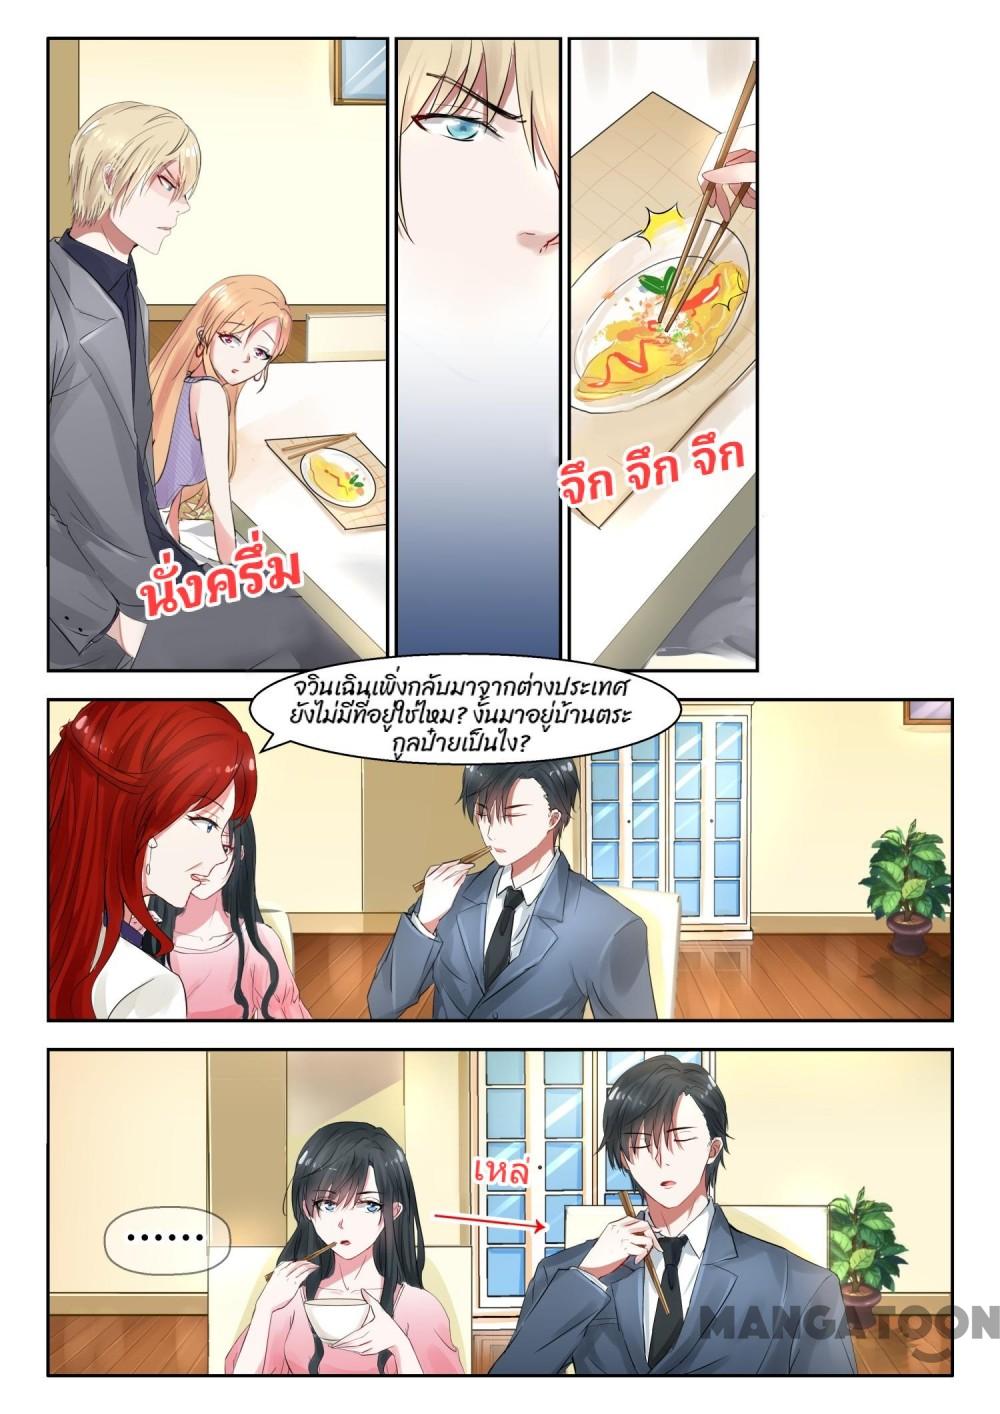 นั่งครึ่ม
จึก จึก จึก
จวินเฉินเพิ่งกลับมาจากต่างประเทศ
ยังไม่มีที่อยู่ใช่ไหม? งั้นมาอยู่บ้านตระ
กูลป๋ายเป็นไง?
เหล่
......
MANGATOON